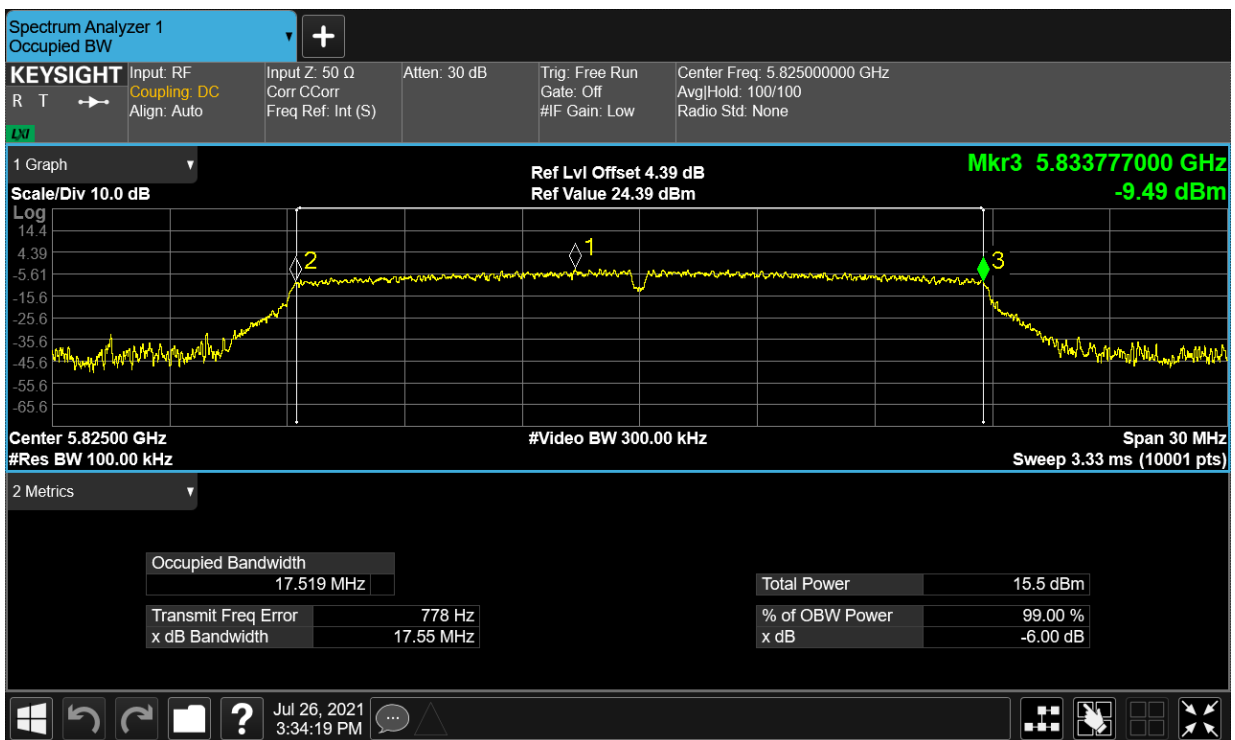 Spectrum Analyzer 1
Occupied BW
+
KEYSIGHT
R T
LXI
Input: RF
Coupling: DC
Align: Auto
Input Z: 50 Ω
Corr CCorr
Freq Ref: Int (S)
Atten: 30 dB
Trig: Free Run
Gate: Off
#IF Gain: Low
Center Freq: 5.825000000 GHz
Avg|Hold: 100/100
Radio Std: None
1 Graph
Scale/Div 10.0 dB
Ref Lvl Offset 4.39 dB
Ref Value 24.39 dBm
Mkr3 5.833777000 GHz
-9.49 dBm
Log
14.4
4.39
-5.61
-15.6
-25.6
-35.6
-45.6
-55.6
-65.6
2
1
3
Center 5.82500 GHz
#Res BW 100.00 kHz
#Video BW 300.00 kHz
Span 30 MHz
Sweep 3.33 ms (10001 pts)
2 Metrics
Occupied Bandwidth
17.519 MHz
Transmit Freq Error 778 Hz
x dB Bandwidth 17.55 MHz
Total Power 15.5 dBm
% of OBW Power 99.00 %
x dB -6.00 dB
?
Jul 26, 2021
3:34:19 PM